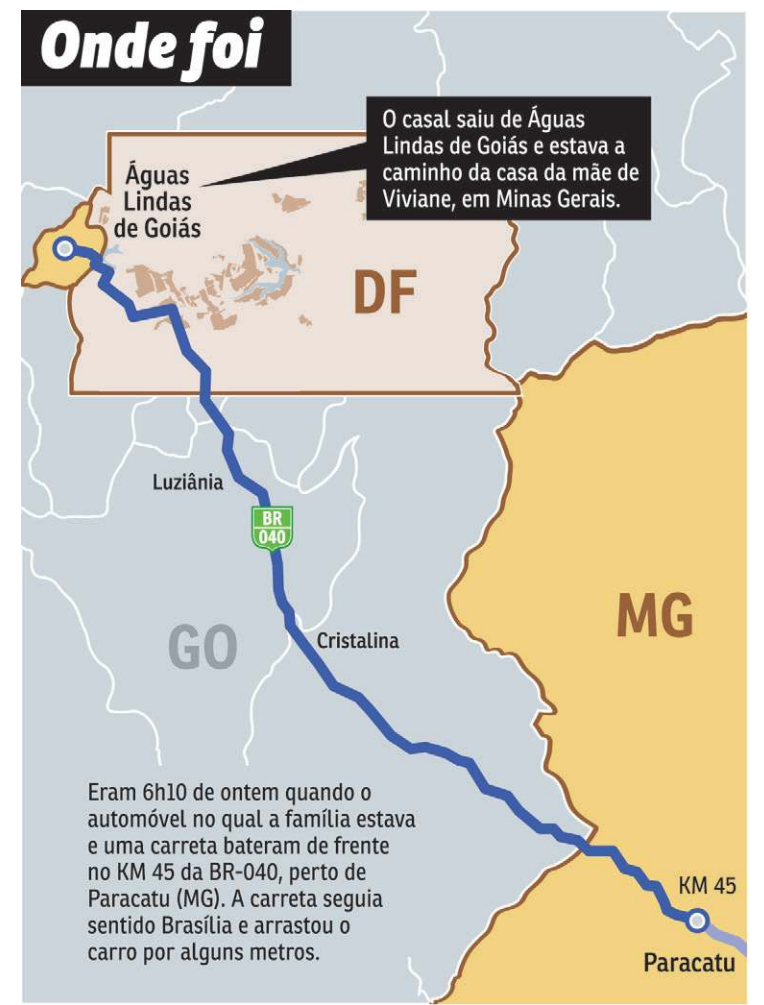 Onde foi
O casal saiu de Águas
Lindas de Goiás e estava a
caminho da casa da mãe de
Viviane, em Minas Gerais.
Águas
Lindas
de Goiás
DF
Luziânia
BR
040
MG
GO
Cristalina
Eram 6h10 de ontem quando o
automóvel no qual a família estava
e uma carreta bateram de frente
no KM 45 da BR-040, perto de
Paracatu (MG). A carreta seguia
sentido Brasília e arrastou o
carro por alguns metros.
KM 45
Paracatu